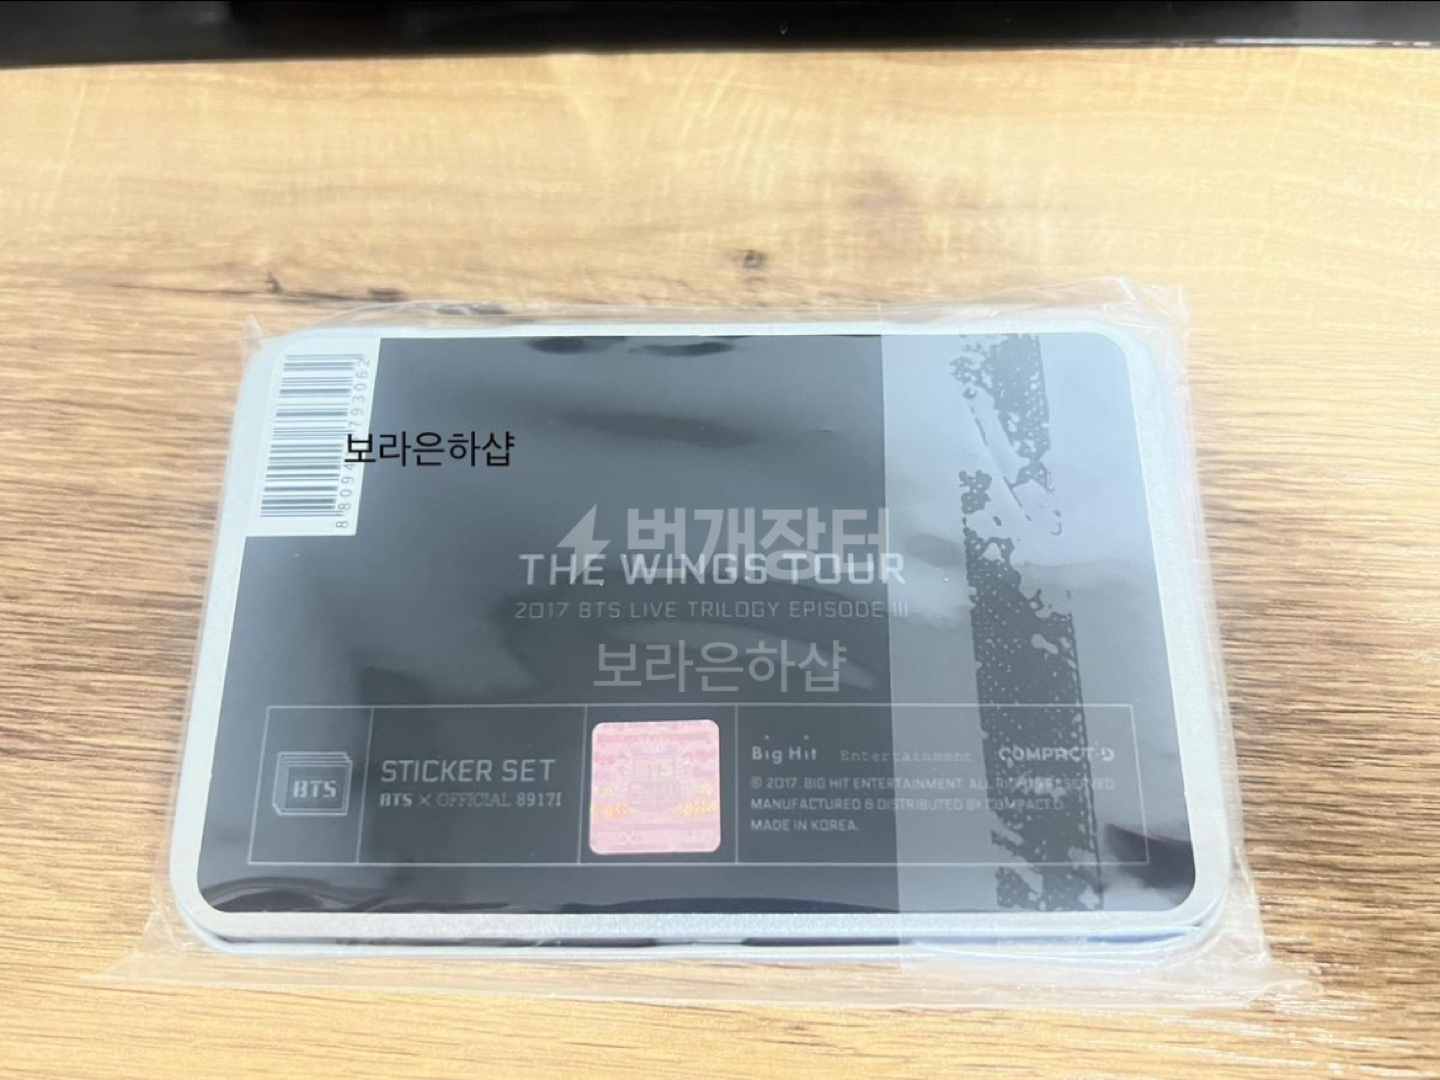 보라은하샵
번개장터
THE WINGS TOUR
2017 BTS LIVE TRILOGY EPISODE III
보라은하샵
BTS
STICKER SET
BTS × OFFICIAL 89171
BTS
Big Hit Entertainment COMPACT·D
© 2017. BIG HIT ENTERTAINMENT. ALL RIGHTS RESERVED
MANUFACTURED & DISTRIBUTED BY COMPACT.D
MADE IN KOREA.